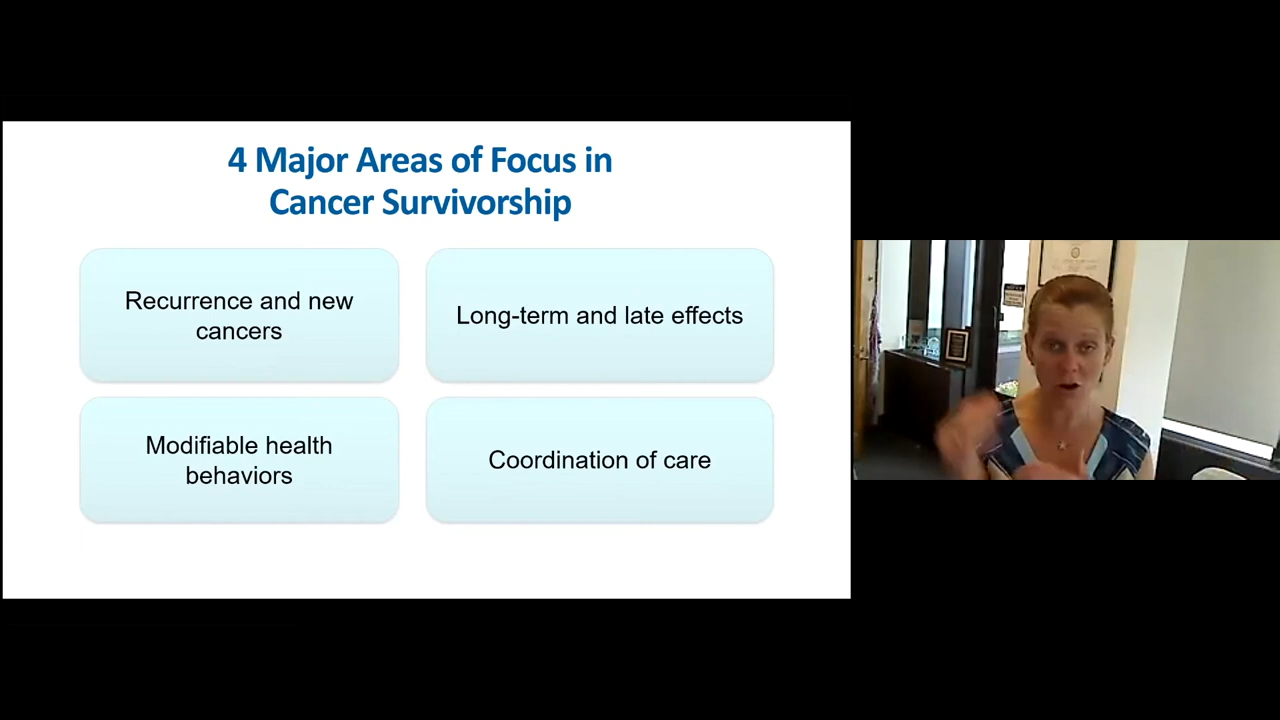 4 Major Areas of Focus in
Cancer Survivorship
Recurrence and new
cancers
Long-term and late effects
Modifiable health
behaviors
Coordination of care